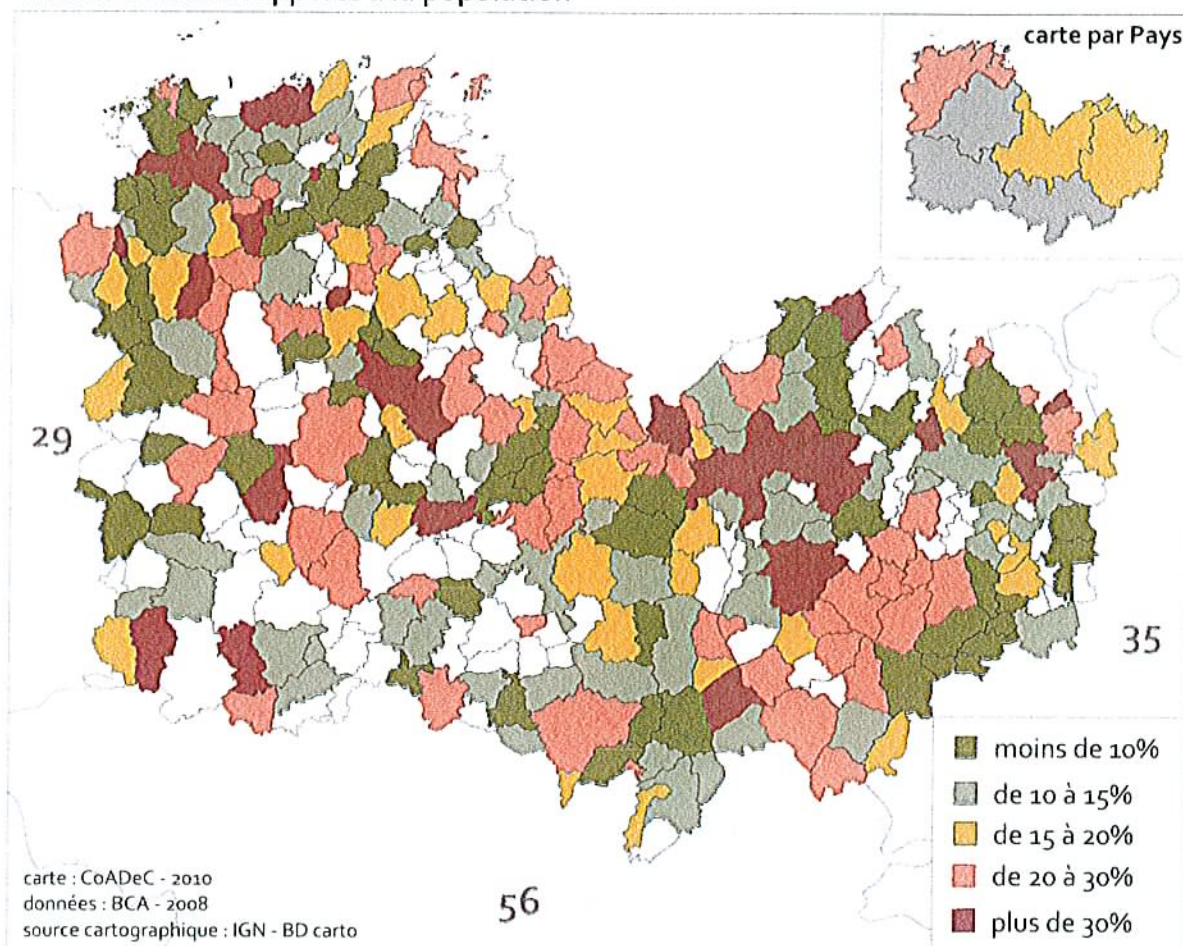 carte par Pays
29
35
56
moins de 10%
de 10 à 15%
de 15 à 20%
de 20 à 30%
plus de 30%
carte : CoADeC - 2010
données : BCA - 2008
source cartographique : IGN - BD carto